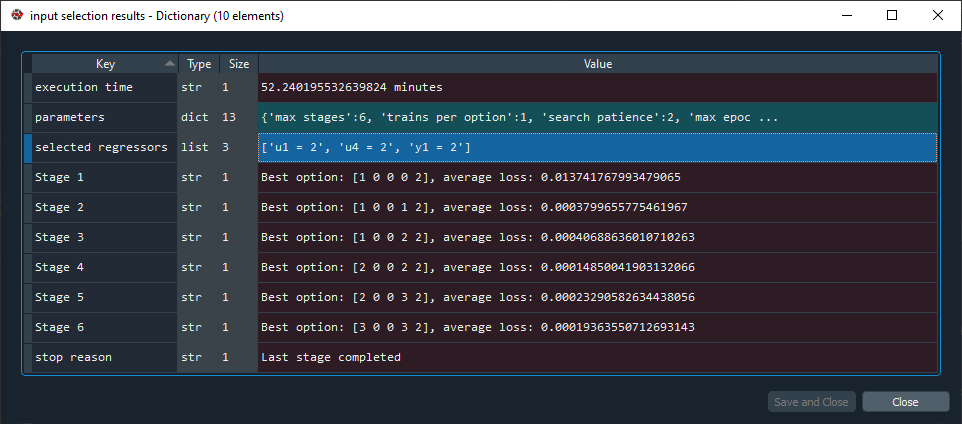 input selection results - Dictionary (10 elements)
Key Type Size Value
execution time str 1 52.240195532639824 minutes
parameters dict 13 {'max stages':6, 'trains per option':1, 'search patience':2, 'max epoc ...
selected regressors list 3 ['u1 = 2', 'u4 = 2', 'y1 = 2']
Stage 1 str 1 Best option: [1 0 0 0 2], average loss: 0.013741767993479065
Stage 2 str 1 Best option: [1 0 0 1 2], average loss: 0.0003799655775461967
Stage 3 str 1 Best option: [1 0 0 2 2], average loss: 0.00040688636010710263
Stage 4 str 1 Best option: [2 0 0 2 2], average loss: 0.00014850041903132066
Stage 5 str 1 Best option: [2 0 0 3 2], average loss: 0.00023290582634438056
Stage 6 str 1 Best option: [3 0 0 3 2], average loss: 0.00019363550712693143
stop reason str 1 Last stage completed
Save and Close Close